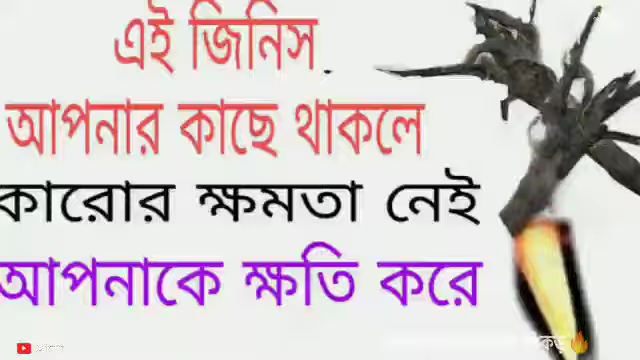 এই জিনিস
আপনার কাছে থাকলে
কারোর ক্ষমতা নেই
আপনাকে ক্ষতি করে